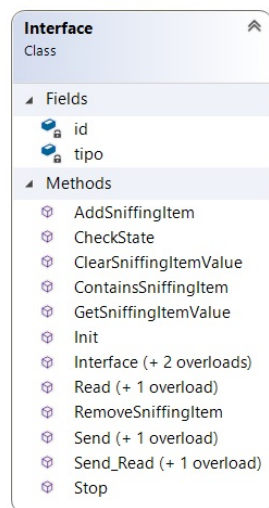 Interface
Class
Fields
id
tipo
Methods
AddSniffingItem
CheckState
ClearSniffingItemValue
ContainsSniffingItem
GetSniffingItemValue
Init
Interface (+ 2 overloads)
Read (+ 1 overload)
RemoveSniffingItem
Send (+ 1 overload)
Send_Read (+ 1 overload)
Stop